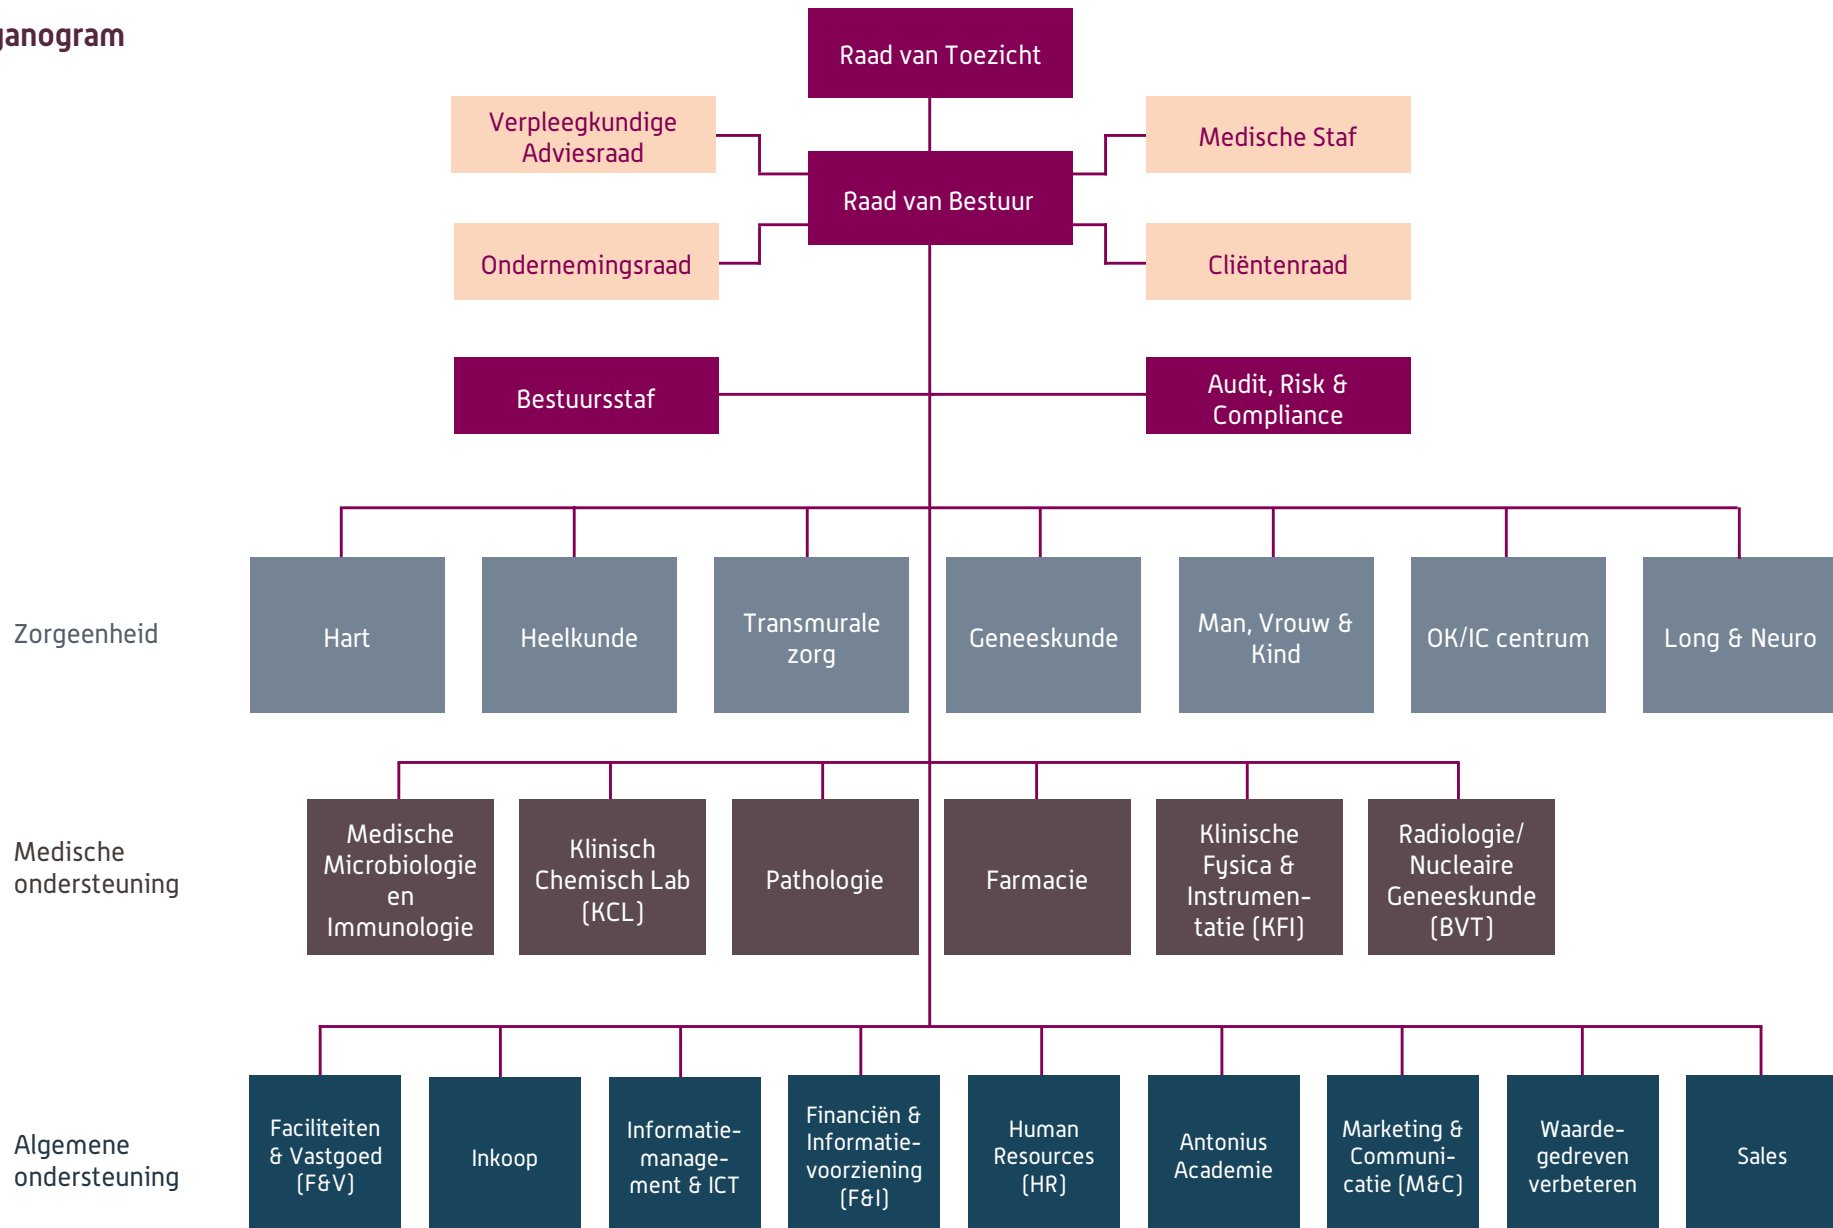 ganogram
Raad van Toezicht
Verpleegkundige
Adviesraad
Medische Staf
Raad van Bestuur
Ondernemingsraad
Cliëntenraad
Bestuursstaf
Audit, Risk &
Compliance
Zorgeenheid
Hart
Heelkunde
Transmurale
zorg
Geneeskunde
Man, Vrouw &
Kind
OK/IC centrum
Long & Neuro
Medische
ondersteuning
Medische
Microbiologie
en
Immunologie
Klinisch
Chemisch Lab
(KCL)
Pathologie
Farmacie
Klinische
Fysica &
Instrumen-
tatie (KFI)
Radiologie/
Nucleaire
Geneeskunde
(BVT)
Algemene
ondersteuning
Faciliteiten
& Vastgoed
(F&V)
Inkoop
Informatie-
manage-
ment & ICT
Financiën &
Informatie-
voorziening
(F&I)
Human
Resources
(HR)
Antonius
Academie
Marketing &
Communi-
catie (M&C)
Waarde-
gedreven
verbeteren
Sales